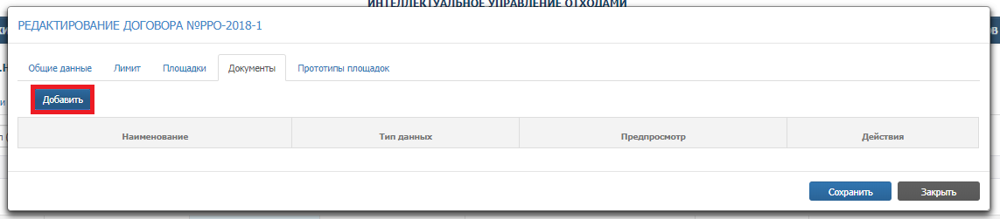 ИНТЕЛЛЕКТУАЛЬНОЕ УПРАВЛЕНИЕ ОТХОДАМИ
РЕДАКТИРОВАНИЕ ДОГОВОРА №РРО-2018-1
Общие данные Лимит Площадки Документы Прототипы площадок
Добавить
Наименование Тип данных Предпросмотр Действия
Сохранить Закрыть